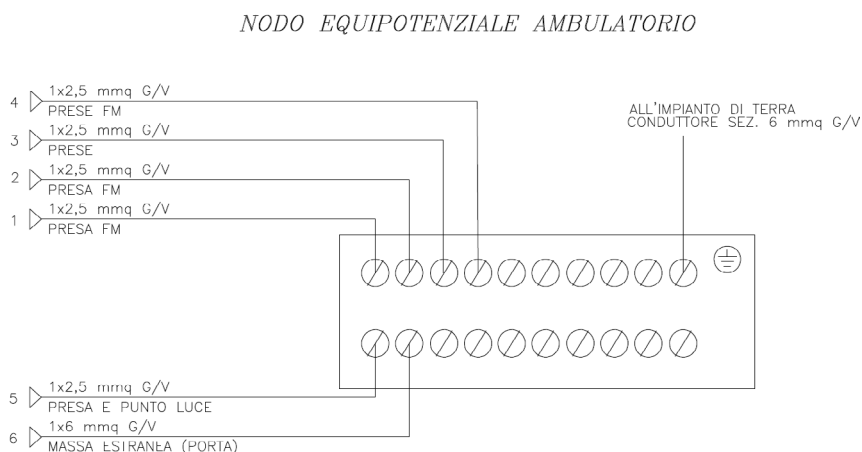 NODO EQUIPOTENZIALE AMBULATORIO
4 1x2,5 mmq G/V
PRESE FM
3 1x2,5 mmq G/V
PRESE
2 1x2,5 mmq G/V
PRESA FM
1 1x2,5 mmq G/V
PRESA FM
ALL'IMPIANTO DI TERRA
CONDUTTORE SEZ. 6 mmq G/V
5 1x2,5 mmq G/V
PRESA E PUNTO LUCE
6 1x6 mmq G/V
MASSA ESTRANEA (PORTA)